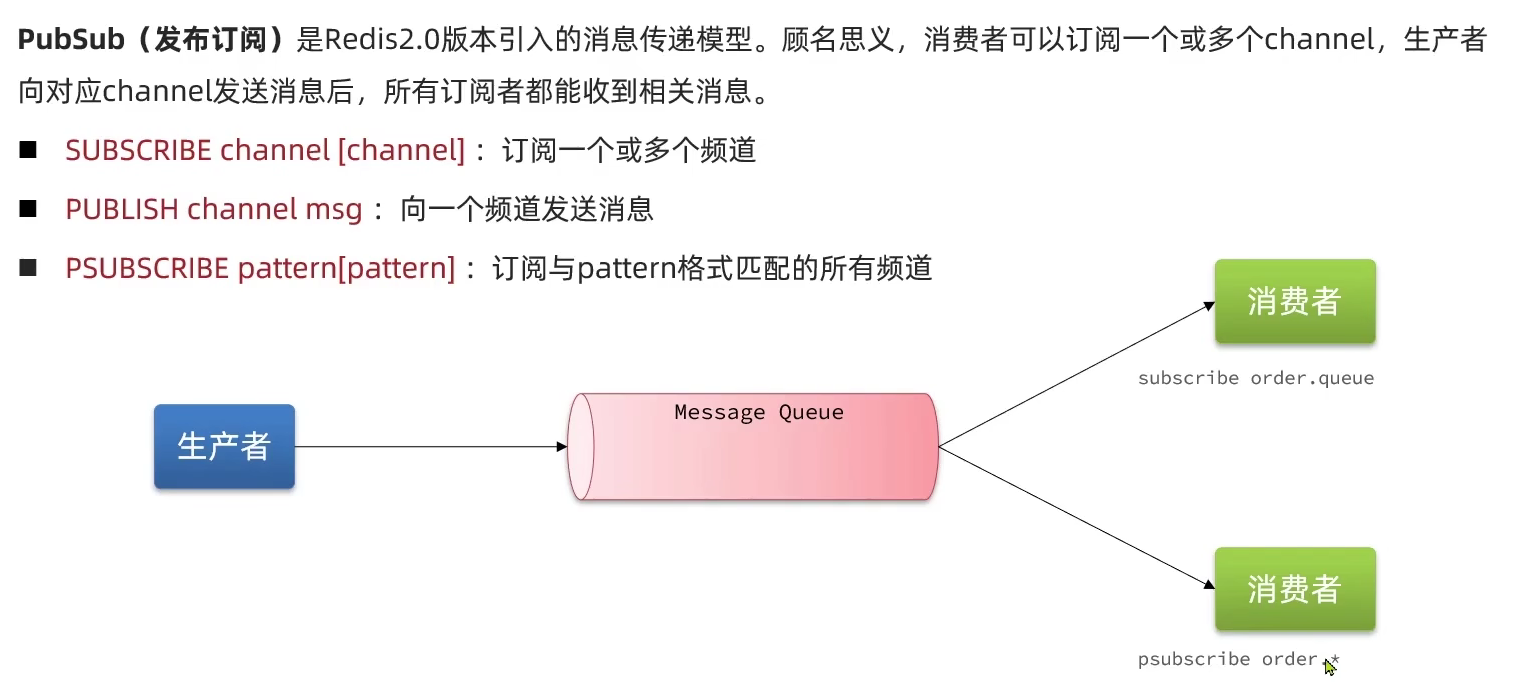 PubSub（发布订阅）是Redis2.0版本引入的消息传递模型。顾名思义，消费者可以订阅一个或多个channel，生产者
向对应channel发送消息后，所有订阅者都能收到相关消息。
SUBSCRIBE channel [channel] ：订阅一个或多个频道
PUBLISH channel msg ：向一个频道发送消息
PSUBSCRIBE pattern[pattern] ：订阅与pattern格式匹配的所有频道
消费者
subscribe order.queue
Message Queue
生产者
消费者
psubscribe order.*